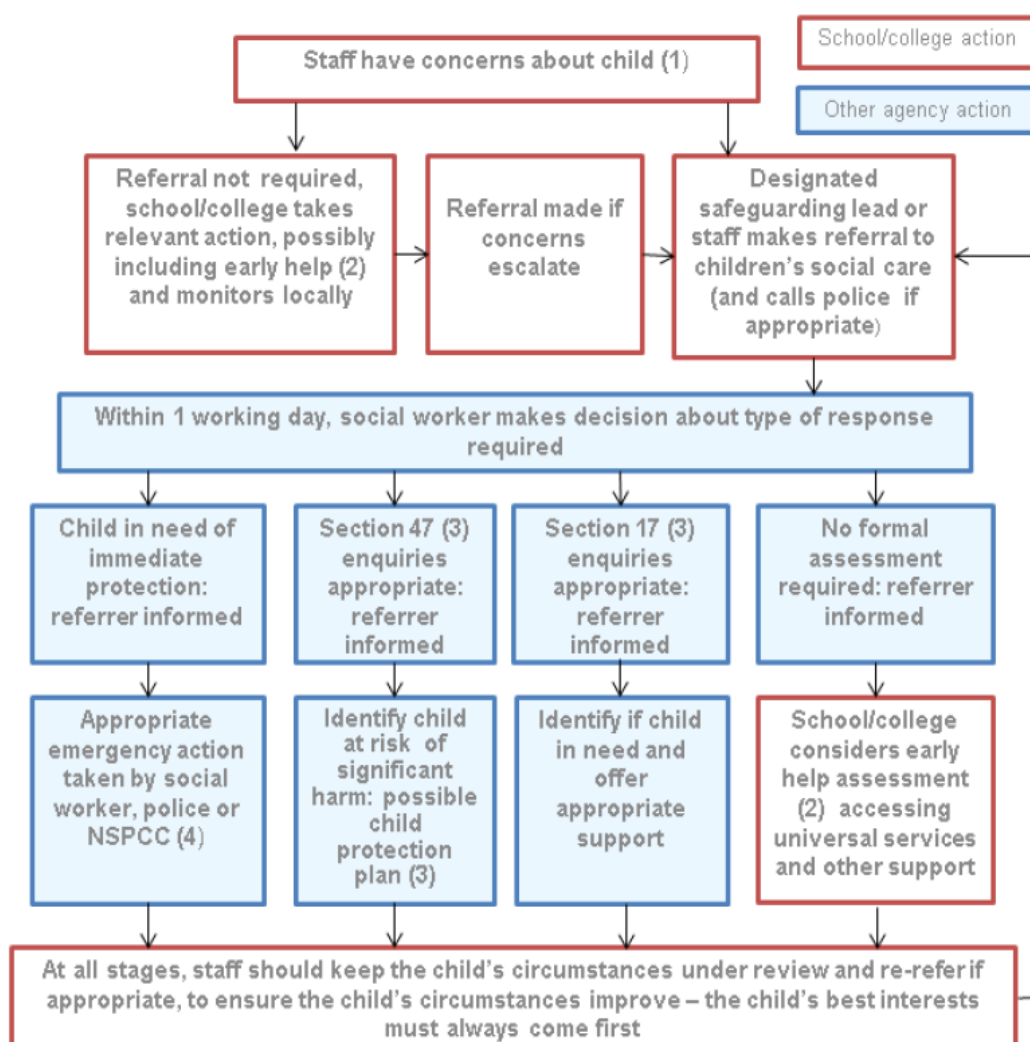 School/college action
Staff have concerns about child (1)
Other agency action
Referral not required,
school/college takes
relevant action, possibly
including early help (2)
and monitors locally
Referral made if
concerns
escalate
Designated
safeguarding lead or
staff makes referral to
children’s social care
(and calls police if
appropriate)
Within 1 working day, social worker makes decision about type of response
required
Child in need of
immediate
protection:
referrer informed
Section 47 (3)
enquiries
appropriate:
referrer
informed
Section 17 (3)
enquiries
appropriate:
referrer
informed
No formal
assessment
required: referrer
informed
Appropriate
emergency action
taken by social
worker, police or
NSPCC (4)
Identify child
at risk of
significant
harm: possible
child
protection
plan (3)
Identify if child
in need and
offer
appropriate
support
School/college
considers early
help assessment
(2) accessing
universal services
and other support
At all stages, staff should keep the child’s circumstances under review and re-refer if
appropriate, to ensure the child’s circumstances improve – the child’s best interests
must always come first